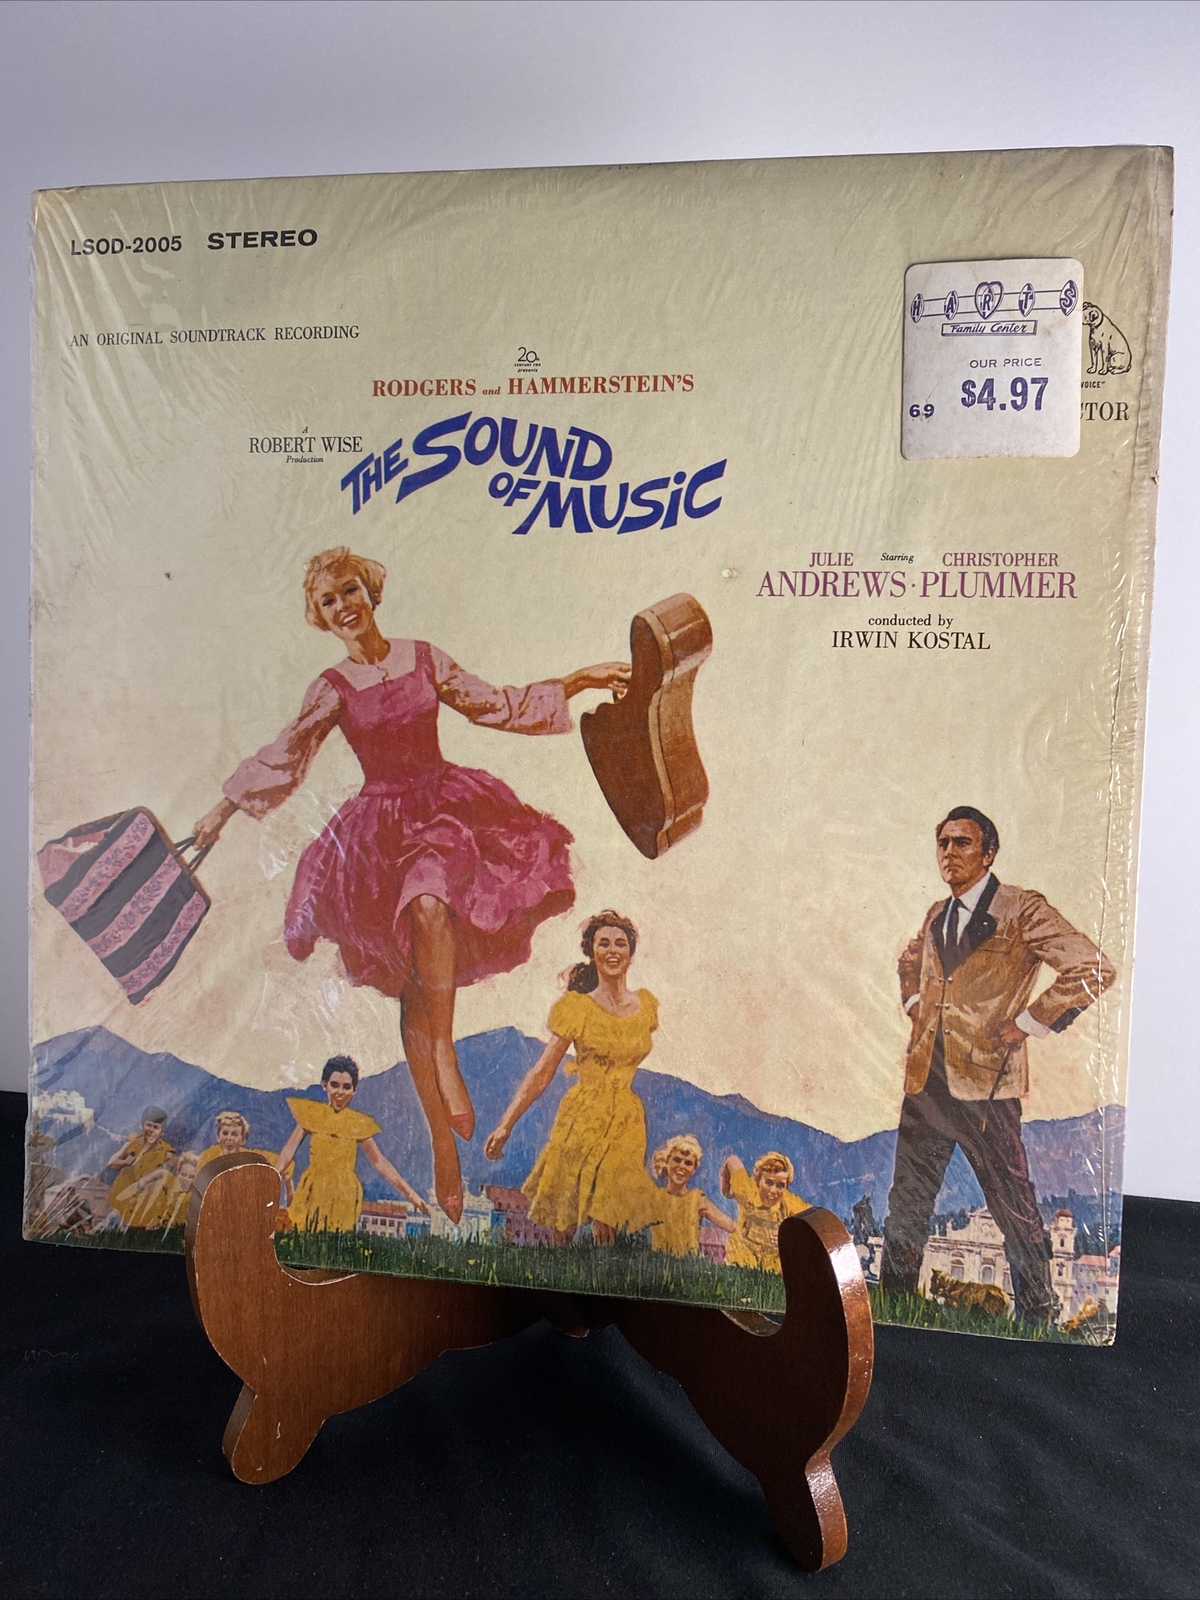 LSOD-2005 STEREO
AN ORIGINAL SOUNDTRACK RECORDING
HARTS
Family Center
OUR PRICE
69 $4.97
VOICE"
CTOR
20th
CENTURY FOX
presents
RODGERS and HAMMERSTEIN'S
A
ROBERT WISE
Production
THE SOUND
OF MUSIC
JULIE Starring CHRISTOPHER
ANDREWS · PLUMMER
conducted by
IRWIN KOSTAL